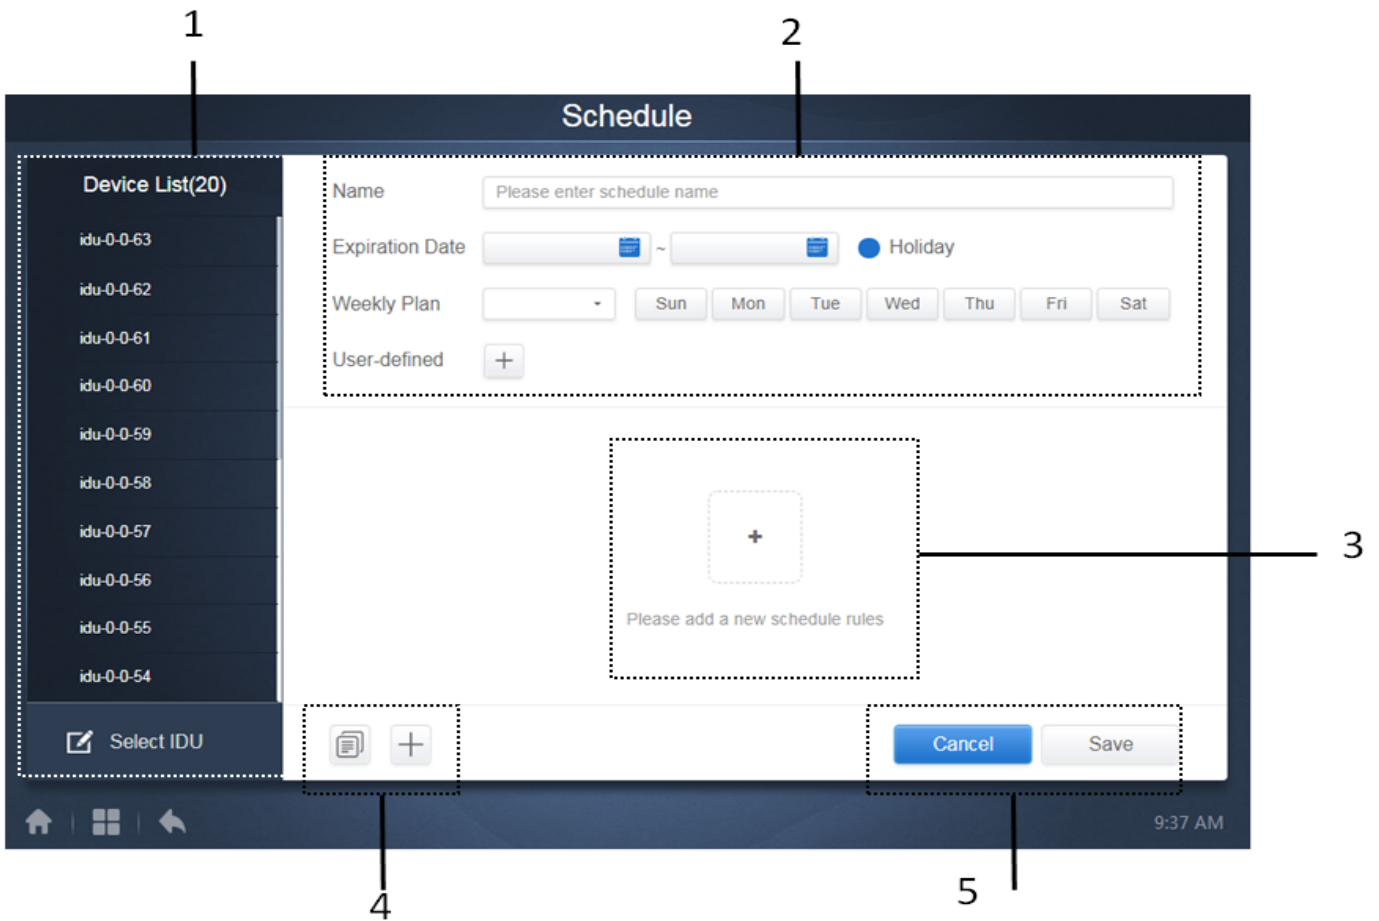 1
2
Schedule
Device List(20)
idu-0-0-63
idu-0-0-62
idu-0-0-61
idu-0-0-60
idu-0-0-59
idu-0-0-58
idu-0-0-57
idu-0-0-56
idu-0-0-55
idu-0-0-54
Select IDU
Name Please enter schedule name
Expiration Date ~ Holiday
Weekly Plan Sun Mon Tue Wed Thu Fri Sat
User-defined +
+
Please add a new schedule rules
3
+ Cancel Save
9:37 AM
4
5